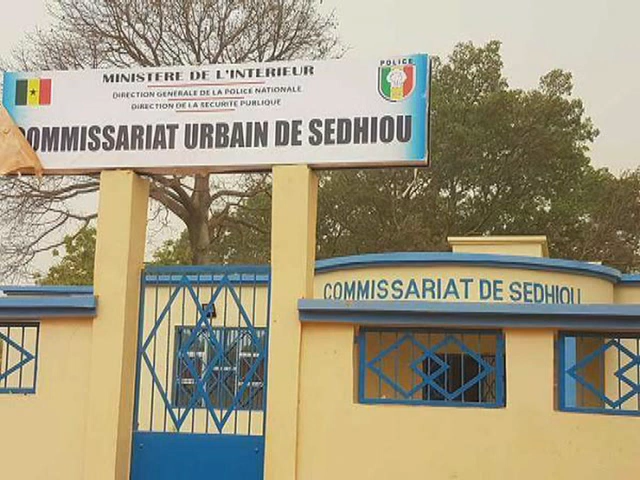 MINISTERE DE L'INTERIEUR
POLICE
DIRECTION GENERALE DE LA POLICE NATIONALE
DIRECTION DE LA SECURITE PUBLIQUE
COMMISSARIAT URBAIN DE SEDHIOU
COMMISSARIAT DE SEDHIOU